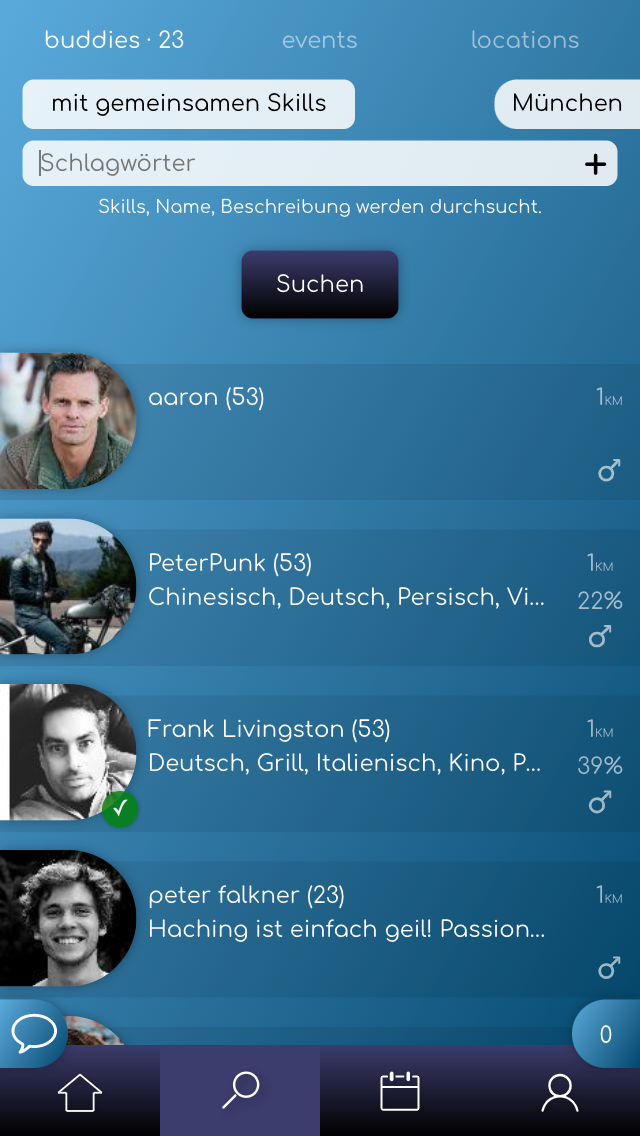 buddies · 23 events locations
mit gemeinsamen Skills München
Schlagwörter +
Skills, Name, Beschreibung werden durchsucht.
Suchen
aaron (53) 1KM
PeterPunk (53) 1KM
Chinesisch, Deutsch, Persisch, Vi... 22%
Frank Livingston (53) 1KM
Deutsch, Grill, Italienisch, Kino, P... 39%
peter falkner (23) 1KM
Haching ist einfach geil! Passion...
0